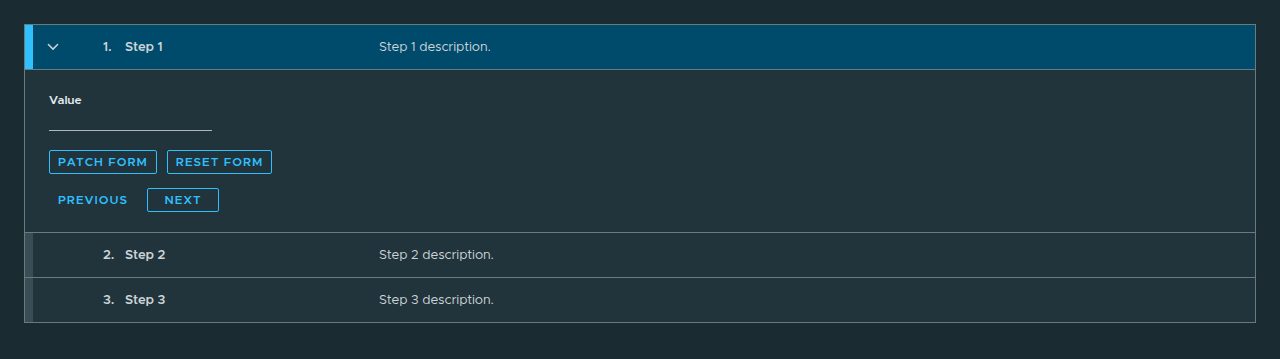 1. Step 1 Step 1 description.
Value
PATCH FORM RESET FORM
PREVIOUS NEXT
2. Step 2 Step 2 description.
3. Step 3 Step 3 description.